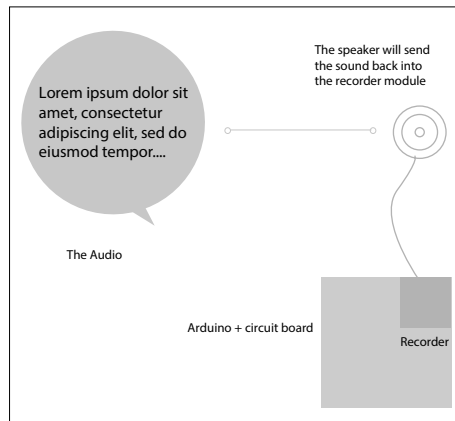 The speaker will send
the sound back into
the recorder module
Lorem ipsum dolor sit
amet, consectetur
adipiscing elit, sed do
eiusmod tempor....
The Audio
Arduino + circuit board
Recorder